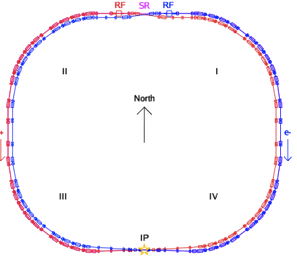 RF SR RF
II I
North
+ e-
III IV
IP